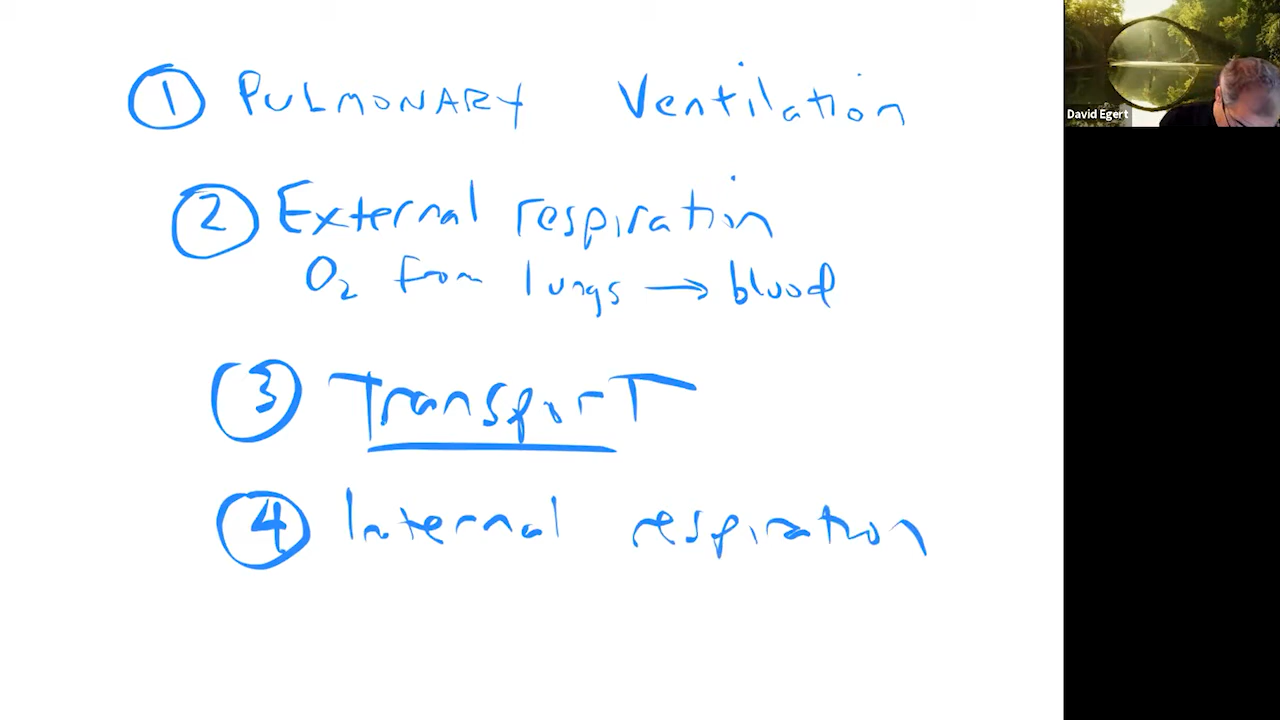 ① PULMONARY Ventilation
② External respiration
O₂ from lungs → blood
③ TransporT
④ Internal respiration
David Egert